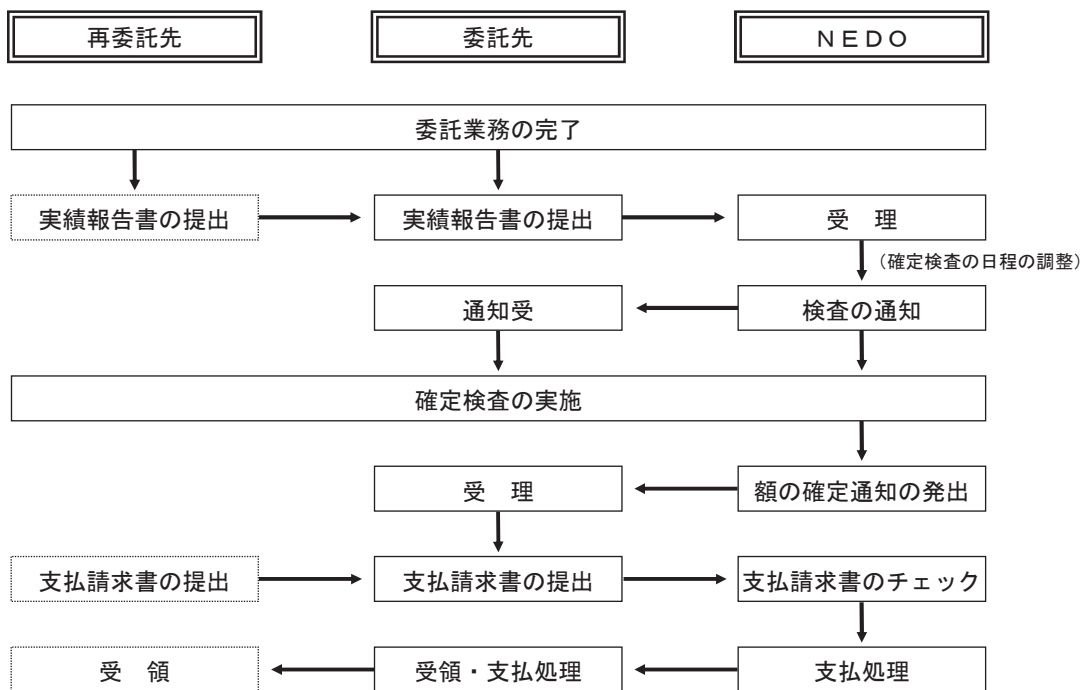 再委託先
委託先
ＮＥＤＯ
委託業務の完了
実績報告書の提出
実績報告書の提出
受　理
（確定検査の日程の調整）
通知受
検査の通知
確定検査の実施
受　理
額の確定通知の発出
支払請求書の提出
支払請求書の提出
支払請求書のチェック
受　領
受領・支払処理
支払処理